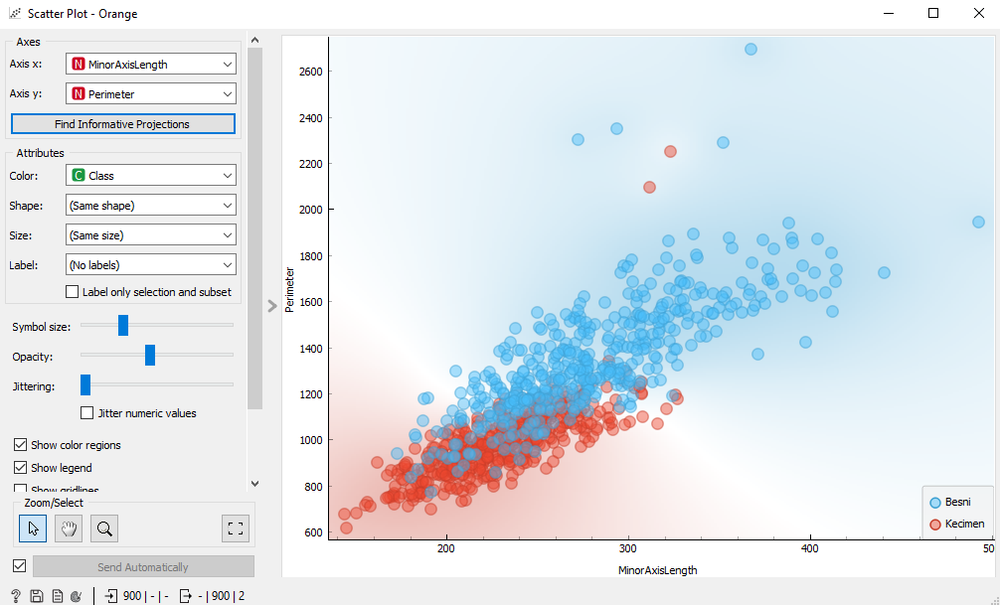 Scatter Plot - Orange
Axes
Axis x: N MinorAxisLength
Axis y: N Perimeter
Find Informative Projections
Attributes
Color: C Class
Shape: (Same shape)
Size: (Same size)
Label: (No labels)
Label only selection and subset
Symbol size:
Opacity:
Jittering:
Jitter numeric values
Show color regions
Show legend
Show gridlines
Zoom/Select
Send Automatically
? 900 | - | - - | 900 | 2
2600
2400
2200
2000
1800
1600
1400
1200
1000
800
600
Perimeter
200 300 400 50
MinorAxisLength
Besni
Kecimen